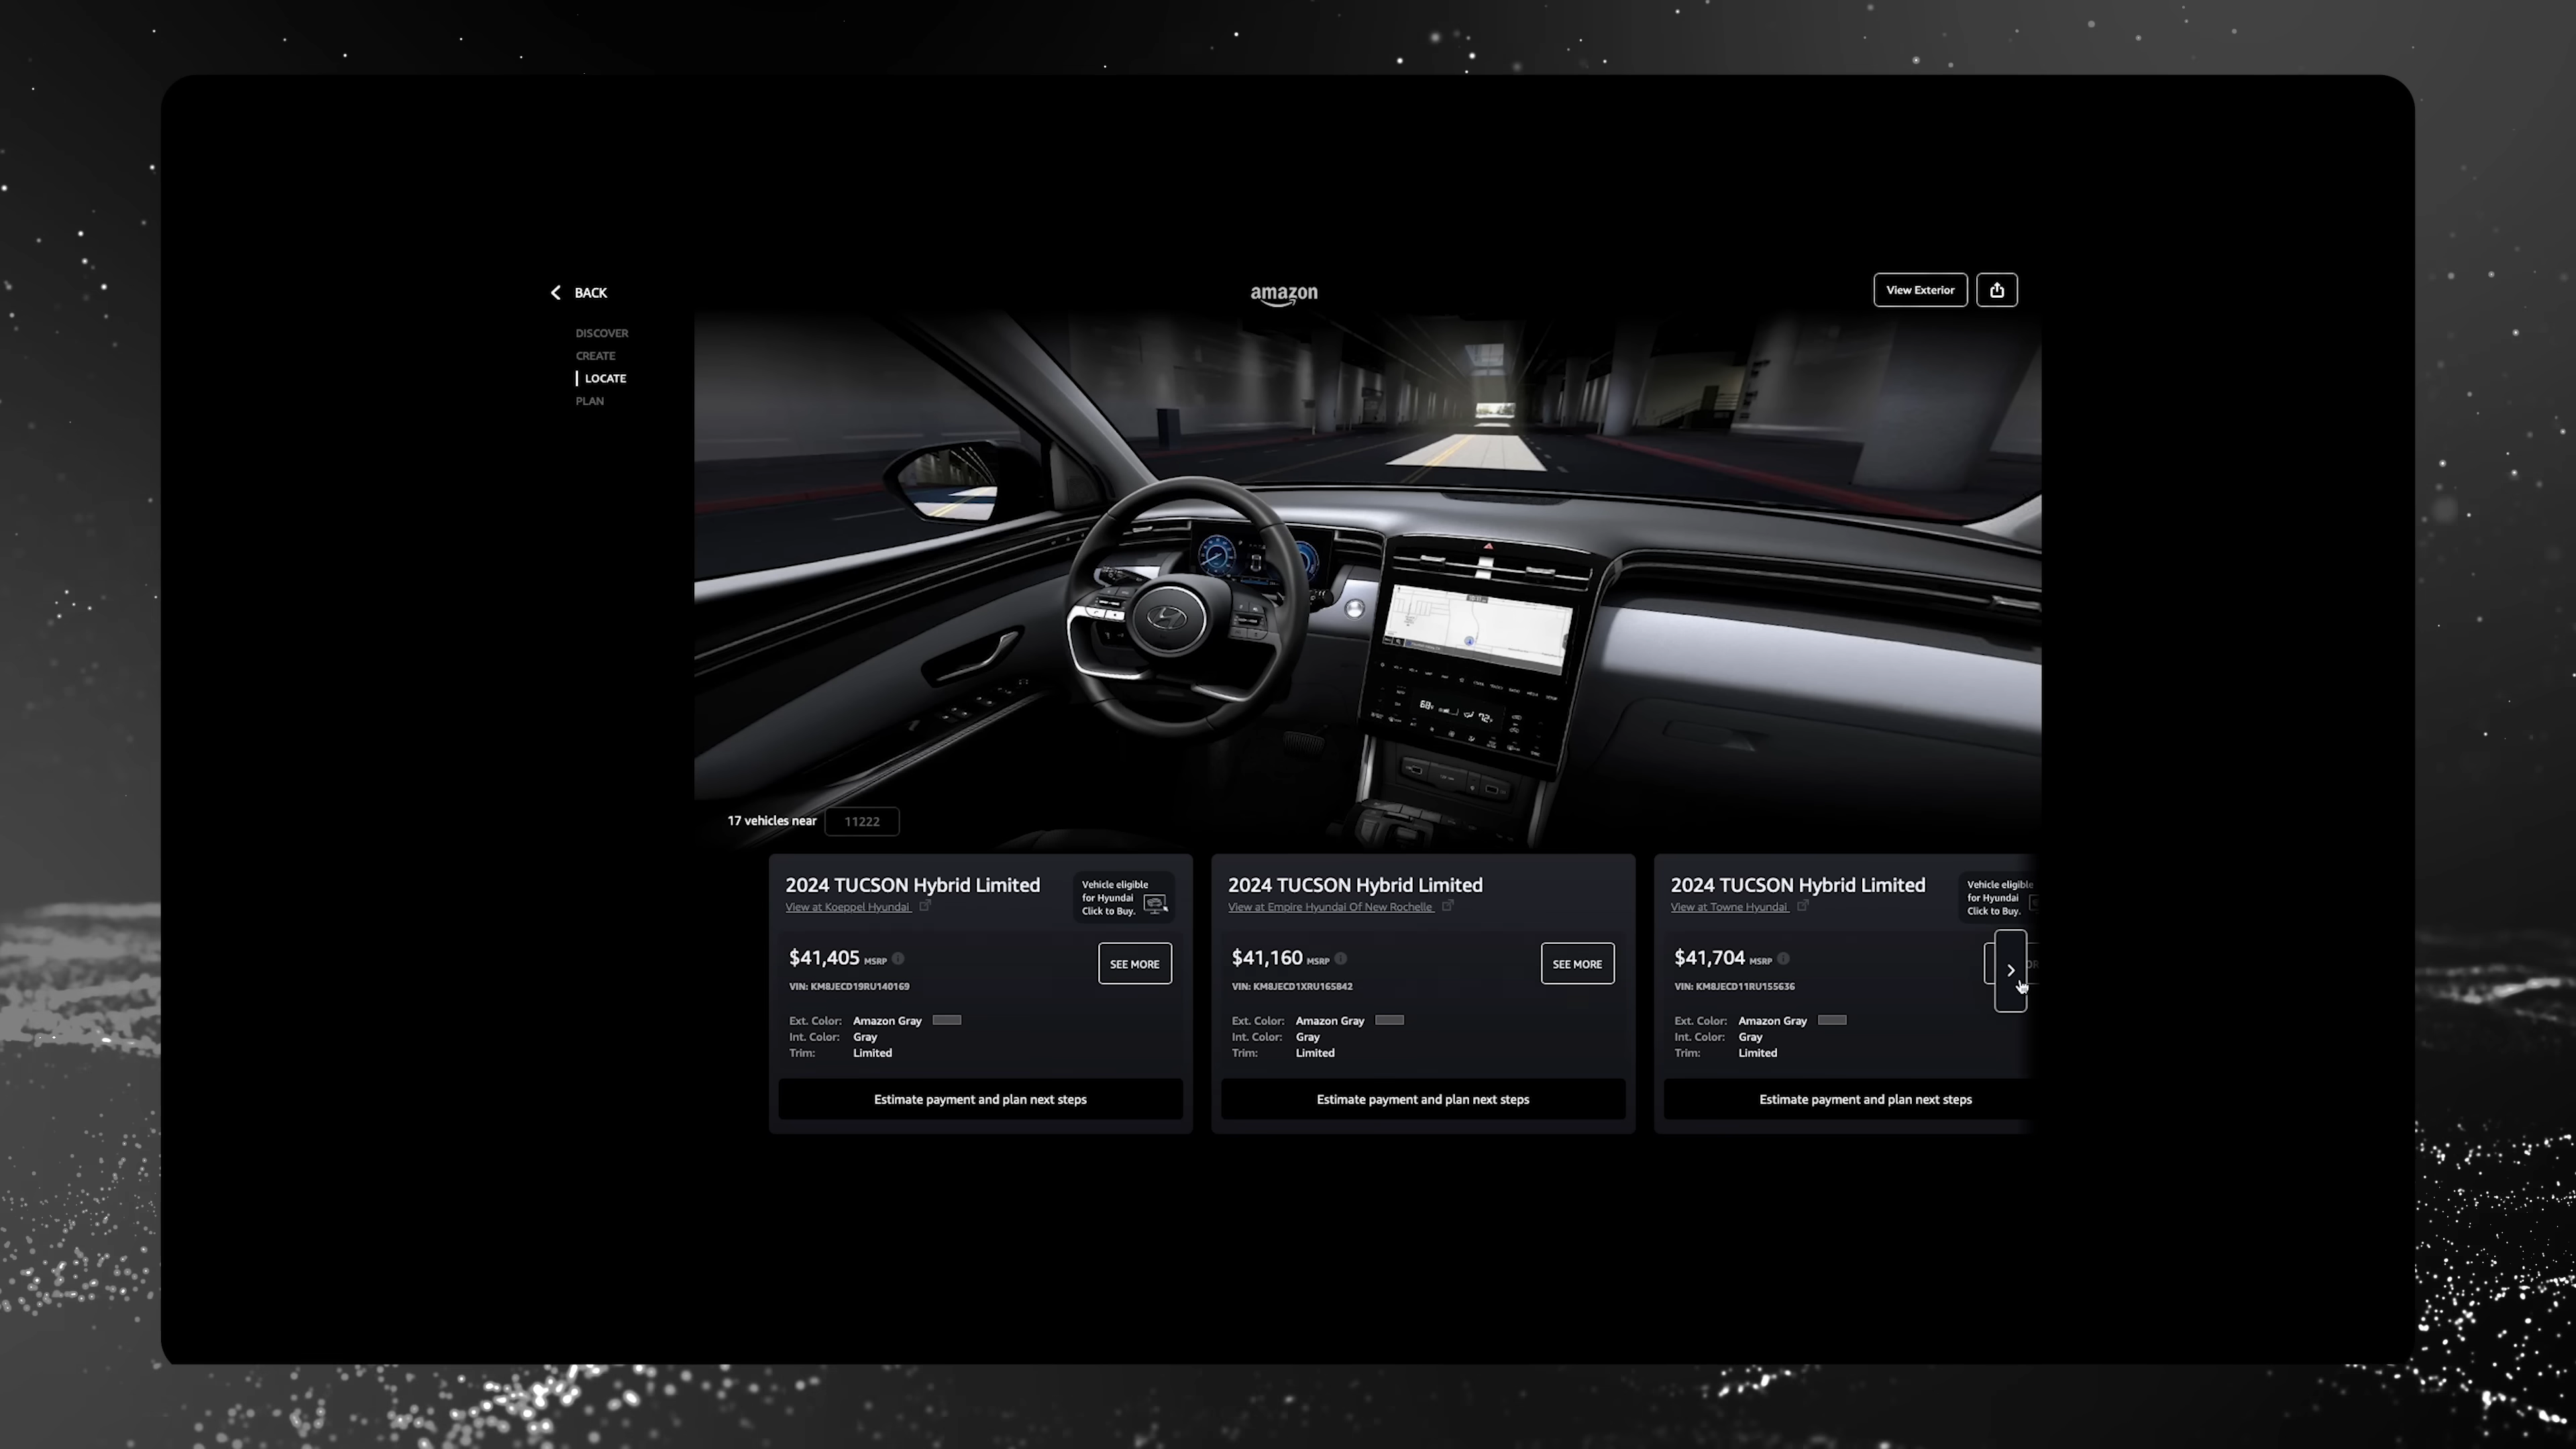 BACK
amazon
View Exterior
DISCOVER
CREATE
LOCATE
PLAN
68
72
17 vehicles near 11222
2024 TUCSON Hybrid Limited
View at Koeppel Hyundai
Vehicle eligible
for Hyundai
Click to Buy.
$41,405 MSRP
SEE MORE
VIN: KM8JECD19RU140169
Ext. Color: Amazon Gray
Int. Color: Gray
Trim: Limited
Estimate payment and plan next steps
2024 TUCSON Hybrid Limited
View at Empire Hyundai Of New Rochelle
$41,160 MSRP
SEE MORE
VIN: KM8JECD1XRU165842
Ext. Color: Amazon Gray
Int. Color: Gray
Trim: Limited
Estimate payment and plan next steps
2024 TUCSON Hybrid Limited
View at Towne Hyundai
Vehicle eligible
for Hyundai
Click to Buy.
$41,704 MSRP
VIN: KM8JECD11RU155636
Ext. Color: Amazon Gray
Int. Color: Gray
Trim: Limited
Estimate payment and plan next steps